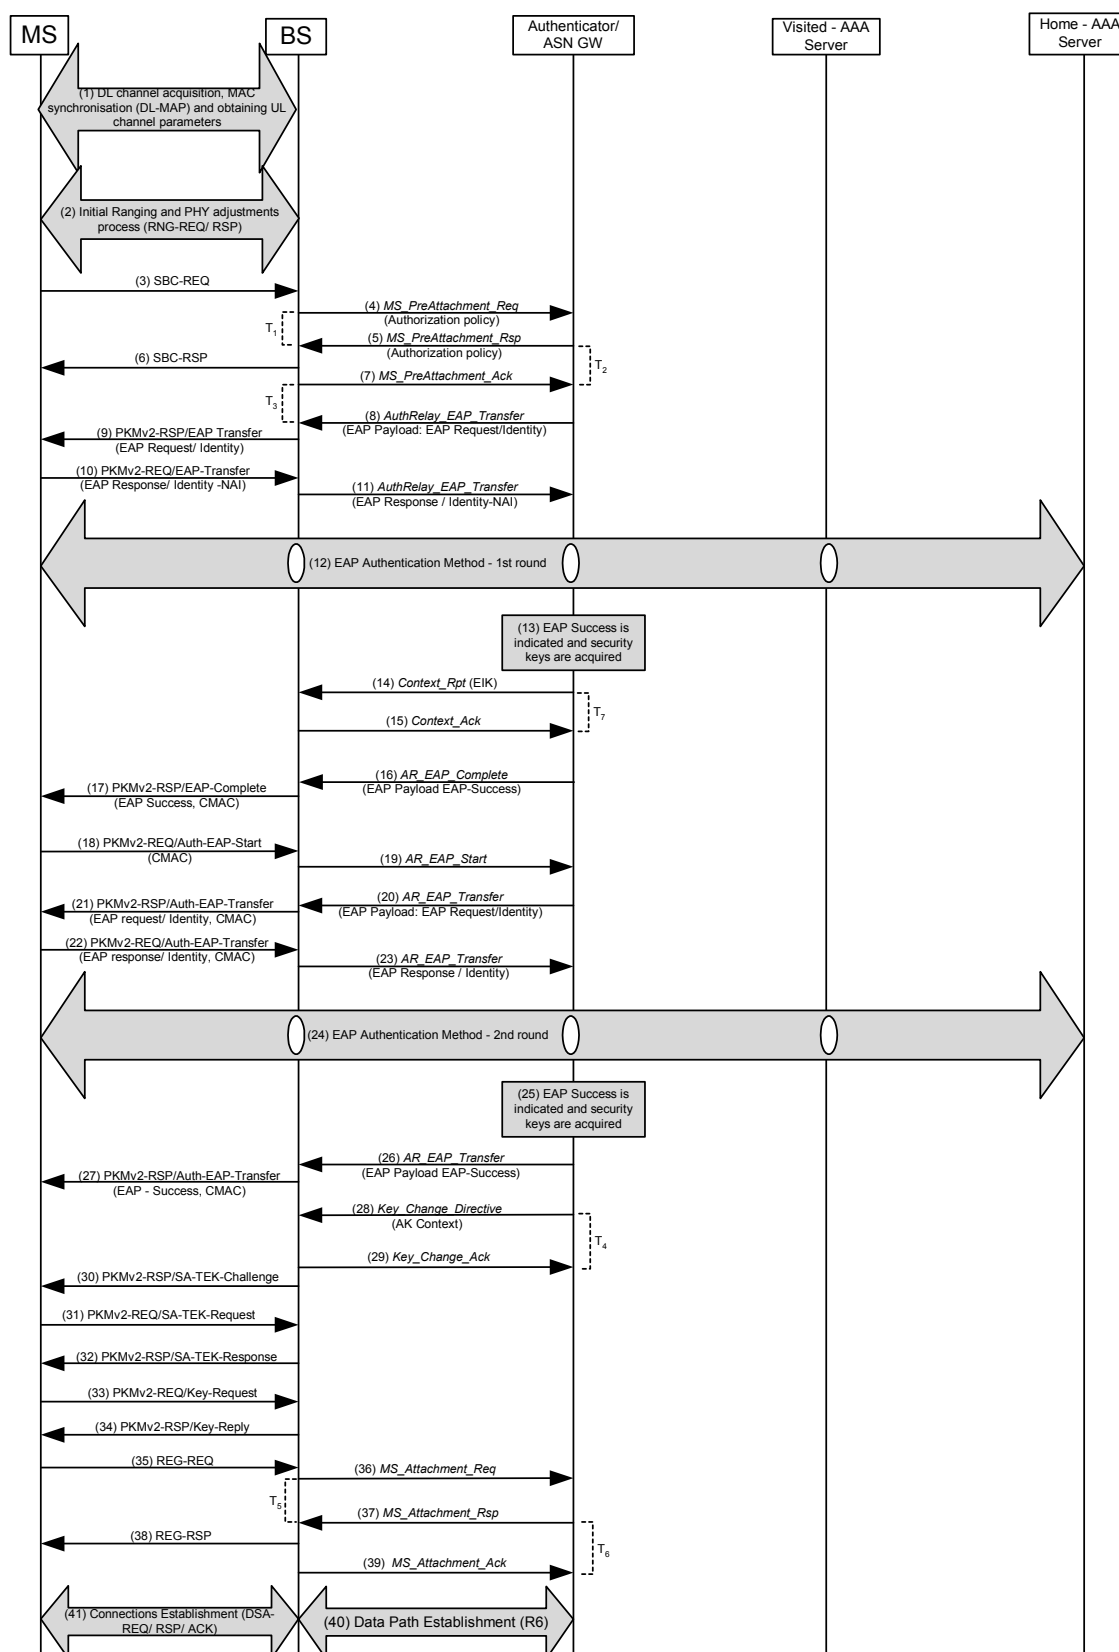 MS
BS
Authenticator/
ASN GW
Visited - AAA
Server
Home - AAA
Server
(1) DL channel acquisition, MAC
synchronisation (DL-MAP) and obtaining UL
channel parameters
(2) Initial Ranging and PHY adjustments
process (RNG-REQ/ RSP)
(3) SBC-REQ
(4) MS_PreAttachment_Req
(Authorization policy)
T1
(5) MS_PreAttachment_Rsp
(Authorization policy)
(6) SBC-RSP
T2
(7) MS_PreAttachment_Ack
T3
(8) AuthRelay_EAP_Transfer
(EAP Payload: EAP Request/Identity)
(9) PKMv2-RSP/EAP Transfer
(EAP Request/ Identity)
(10) PKMv2-REQ/EAP-Transfer
(EAP Response/ Identity -NAI)
(11) AuthRelay_EAP_Transfer
(EAP Response / Identity-NAI)
(12) EAP Authentication Method - 1st round
(13) EAP Success is
indicated and security
keys are acquired
(14) Context_Rpt (EIK)
T7
(15) Context_Ack
(16) AR_EAP_Complete
(EAP Payload EAP-Success)
(17) PKMv2-RSP/EAP-Complete
(EAP Success, CMAC)
(18) PKMv2-REQ/Auth-EAP-Start
(CMAC)
(19) AR_EAP_Start
(20) AR_EAP_Transfer
(EAP Payload: EAP Request/Identity)
(21) PKMv2-RSP/Auth-EAP-Transfer
(EAP request/ Identity, CMAC)
(22) PKMv2-REQ/Auth-EAP-Transfer
(EAP response/ Identity, CMAC)
(23) AR_EAP_Transfer
(EAP Response / Identity)
(24) EAP Authentication Method - 2nd round
(25) EAP Success is
indicated and security
keys are acquired
(26) AR_EAP_Transfer
(EAP Payload EAP-Success)
(27) PKMv2-RSP/Auth-EAP-Transfer
(EAP - Success, CMAC)
(28) Key_Change_Directive
(AK Context)
T4
(29) Key_Change_Ack
(30) PKMv2-RSP/SA-TEK-Challenge
(31) PKMv2-REQ/SA-TEK-Request
(32) PKMv2-RSP/SA-TEK-Response
(33) PKMv2-REQ/Key-Request
(34) PKMv2-RSP/Key-Reply
(35) REG-REQ
(36) MS_Attachment_Req
T5
(37) MS_Attachment_Rsp
(38) REG-RSP
T6
(39) MS_Attachment_Ack
(41) Connections Establishment (DSA-
REQ/ RSP/ ACK)
(40) Data Path Establishment (R6)